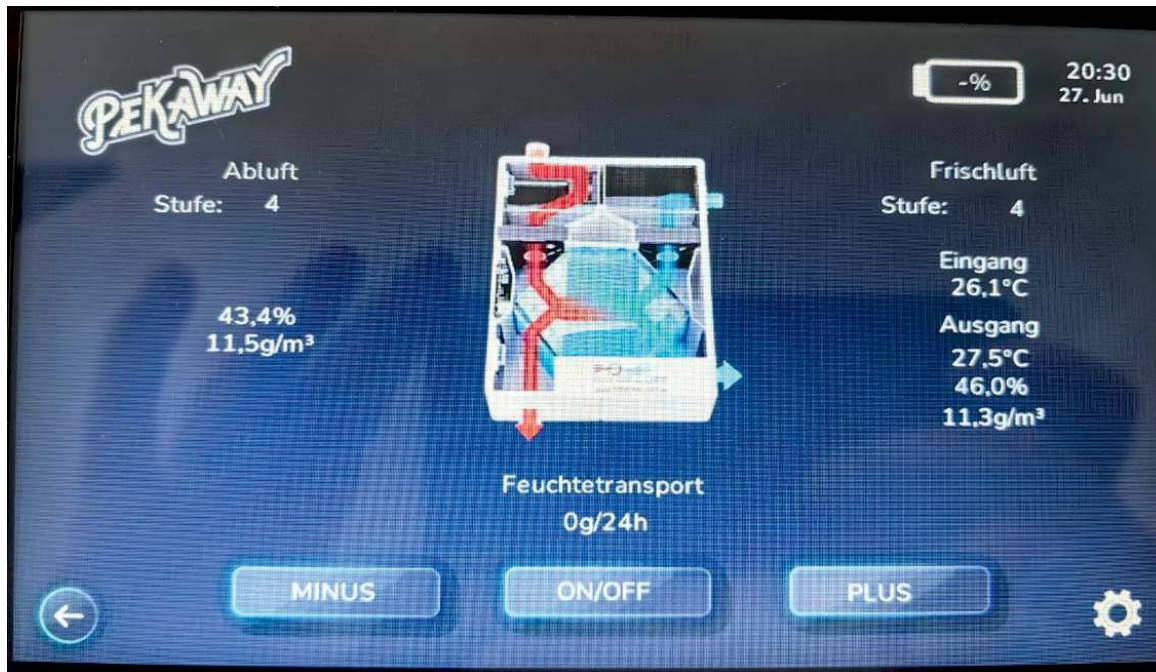 PEKAWAY
-%
20:30
27. Jun
Abluft
Stufe: 4
43,4%
11,5g/m³
Frischluft
Stufe: 4
Eingang
26,1°C
Ausgang
27,5°C
46,0%
11,3g/m³
Feuchtetransport
0g/24h
MINUS
ON/OFF
PLUS